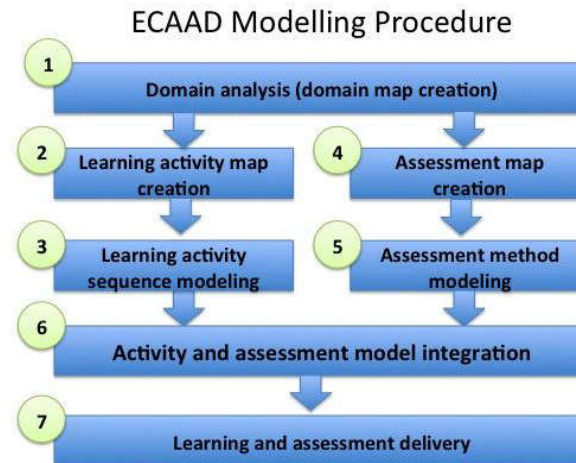 ECAAD Modelling Procedure
1
Domain analysis (domain map creation)
2
Learning activity map
creation
4
Assessment map
creation
3
Learning activity
sequence modeling
5
Assessment method
modeling
6
Activity and assessment model integration
7
Learning and assessment delivery